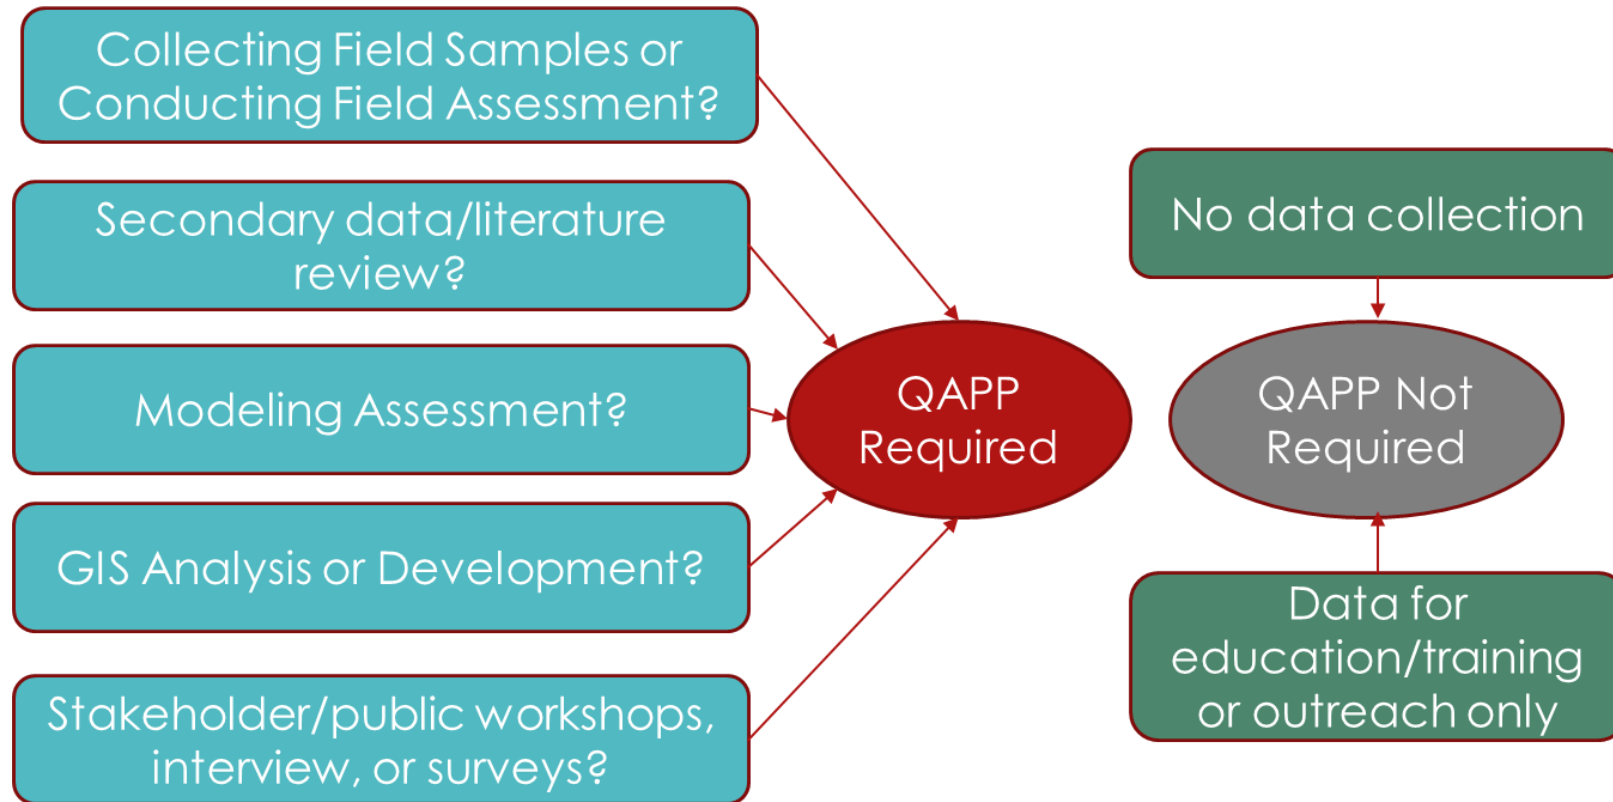 Collecting Field Samples or
Conducting Field Assessment?
Secondary data/literature
review?
Modeling Assessment?
GIS Analysis or Development?
Stakeholder/public workshops,
interview, or surveys?
QAPP
Required
No data collection
QAPP Not
Required
Data for
education/training
or outreach only